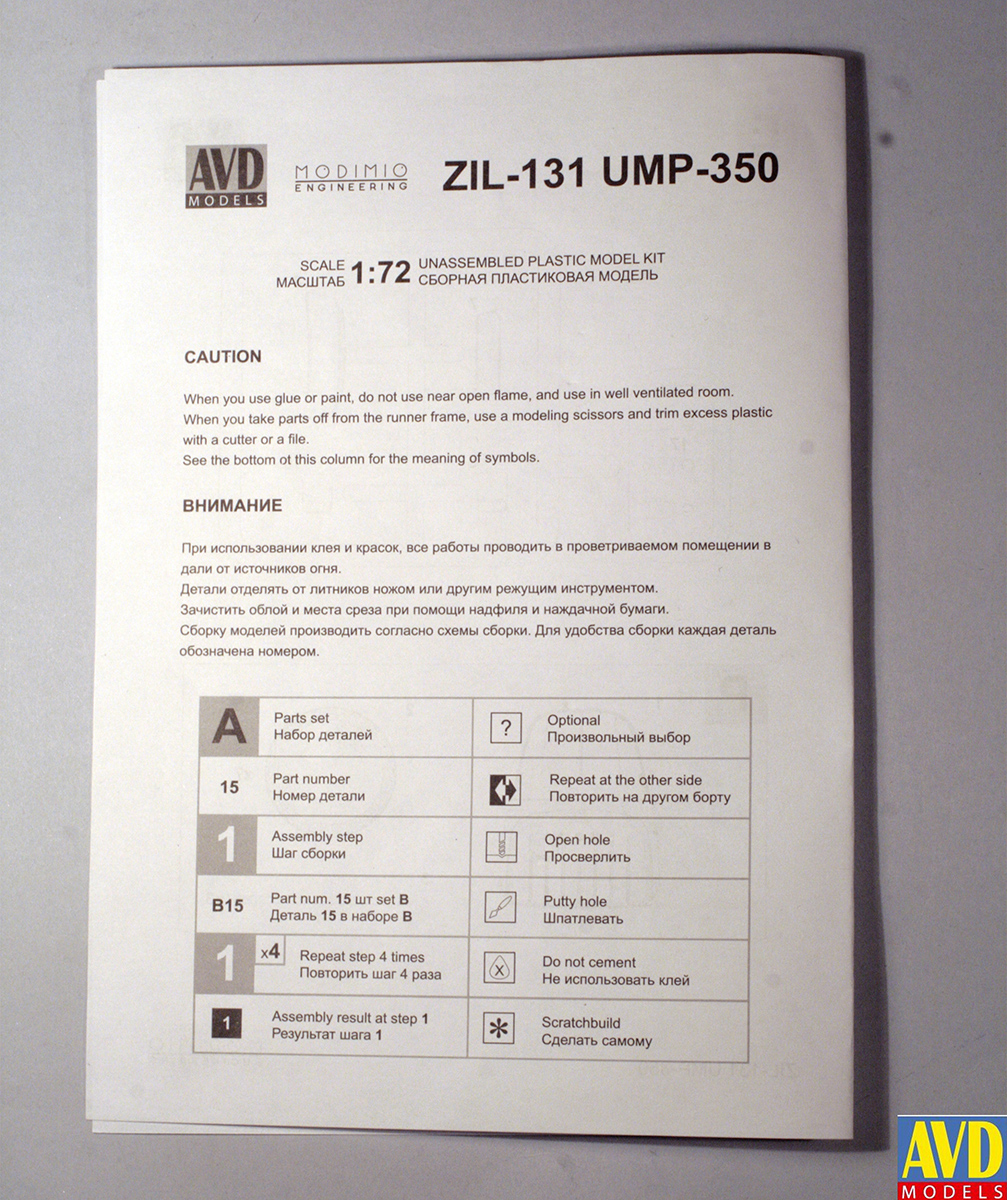 AVD
MODELS
MODIMIO
ENGINEERING
ZIL-131 UMP-350
SCALE
МАСШТАБ
1:72
UNASSEMBLED PLASTIC MODEL KIT
СБОРНАЯ ПЛАСТИКОВАЯ МОДЕЛЬ
CAUTION
When you use glue or paint, do not use near open flame, and use in well ventilated room.
When you take parts off from the runner frame, use a modeling scissors and trim excess plastic
with a cutter or a file.
See the bottom ot this column for the meaning of symbols.
ВНИМАНИЕ
При использовании клея и красок, все работы проводить в проветриваемом помещении в
дали от источников огня.
Детали отделять от литников ножом или другим режущим инструментом.
Зачистить облой и места среза при помощи надфиля и наждачной бумаги.
Сборку моделей производить согласно схемы сборки. Для удобства сборки каждая деталь
обозначена номером.
A
Parts set
Набор деталей
?
Optional
Произвольный выбор
15
Part number
Номер детали
Repeat at the other side
Повторить на другом борту
1
Assembly step
Шаг сборки
Open hole
Просверлить
B15
Part num. 15 шт set B
Деталь 15 в наборе B
Putty hole
Шпатлевать
1
x4
Repeat step 4 times
Повторить шаг 4 раза
x
Do not cement
Не использовать клей
1
Assembly result at step 1
Результат шага 1
*
Scratchbuild
Сделать самому
AVD
MODELS